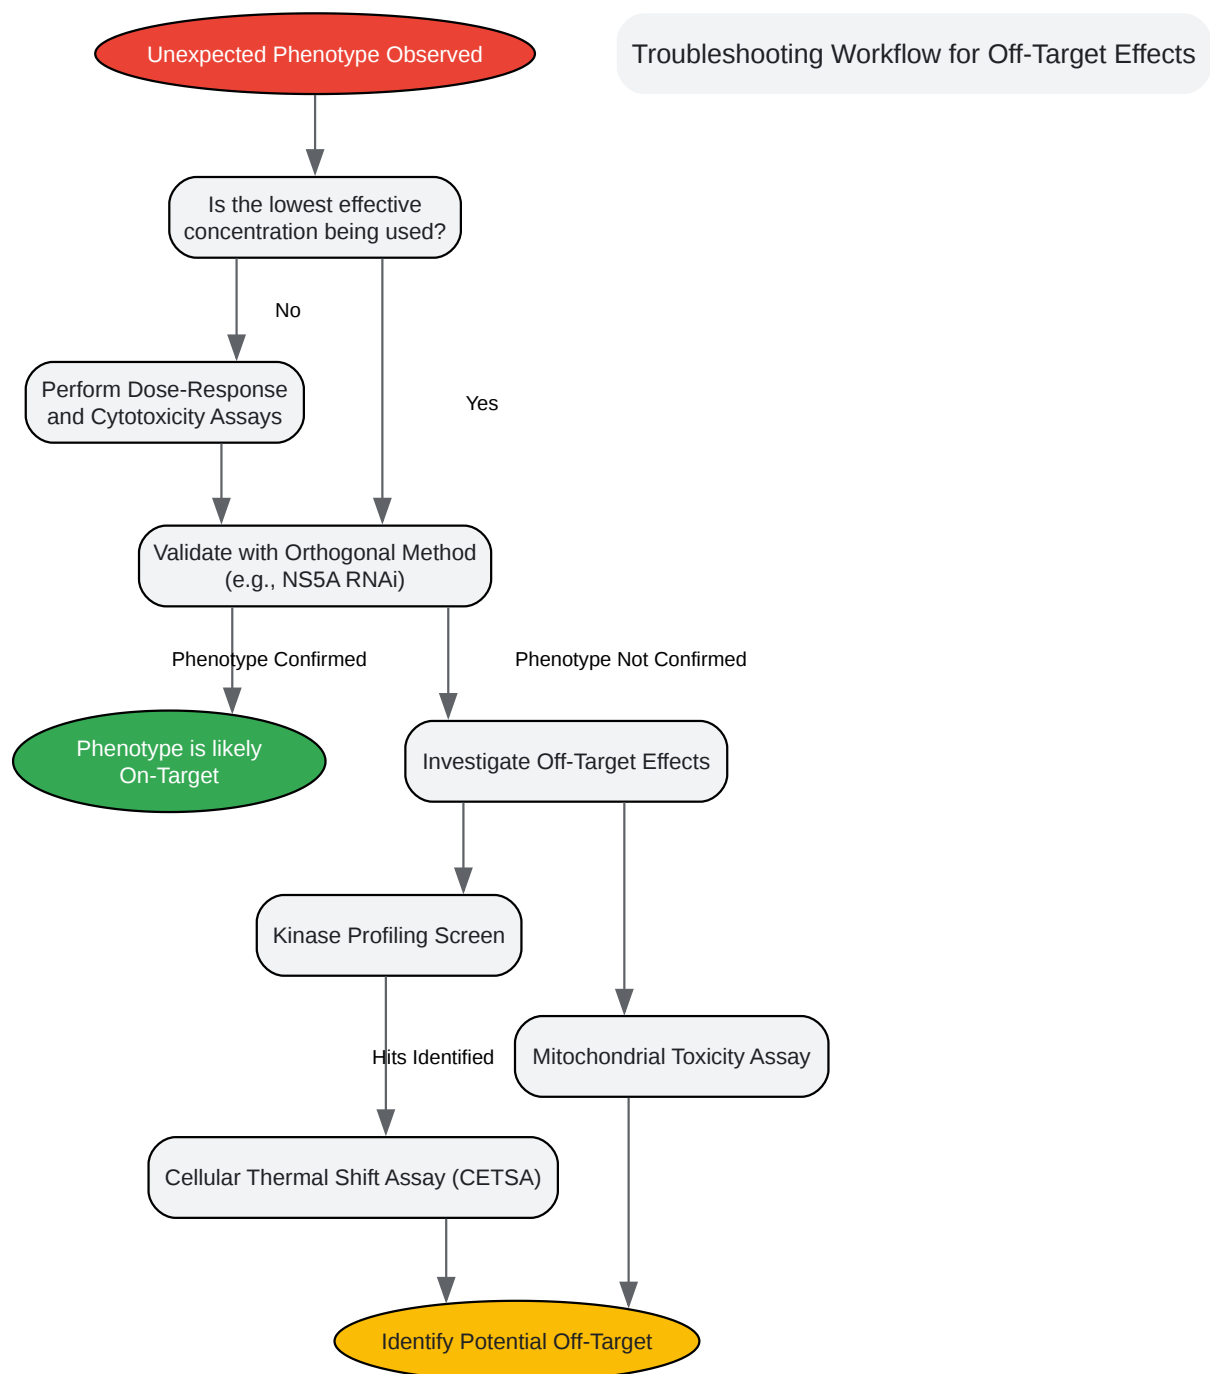 Unexpected Phenotype Observed
Troubleshooting Workflow for Off-Target Effects
Is the lowest effective
concentration being used?
No
Perform Dose-Response
and Cytotoxicity Assays
Yes
Validate with Orthogonal Method
(e.g., NS5A RNAi)
Phenotype Confirmed
Phenotype Not Confirmed
Phenotype is likely
On-Target
Investigate Off-Target Effects
Kinase Profiling Screen
Hits Identified
Mitochondrial Toxicity Assay
Cellular Thermal Shift Assay (CETSA)
Identify Potential Off-Target